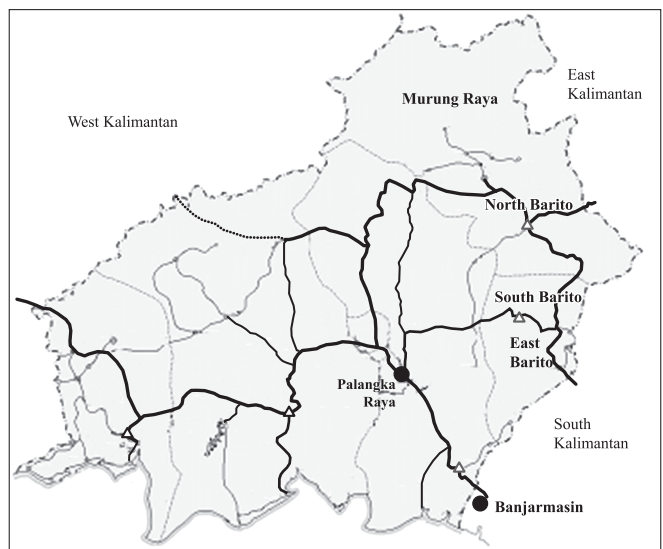 East
Kalimantan
Murung Raya
West Kalimantan
North Barito
South Barito
East
Barito
Palangka
Raya
South
Kalimantan
Banjarmasin